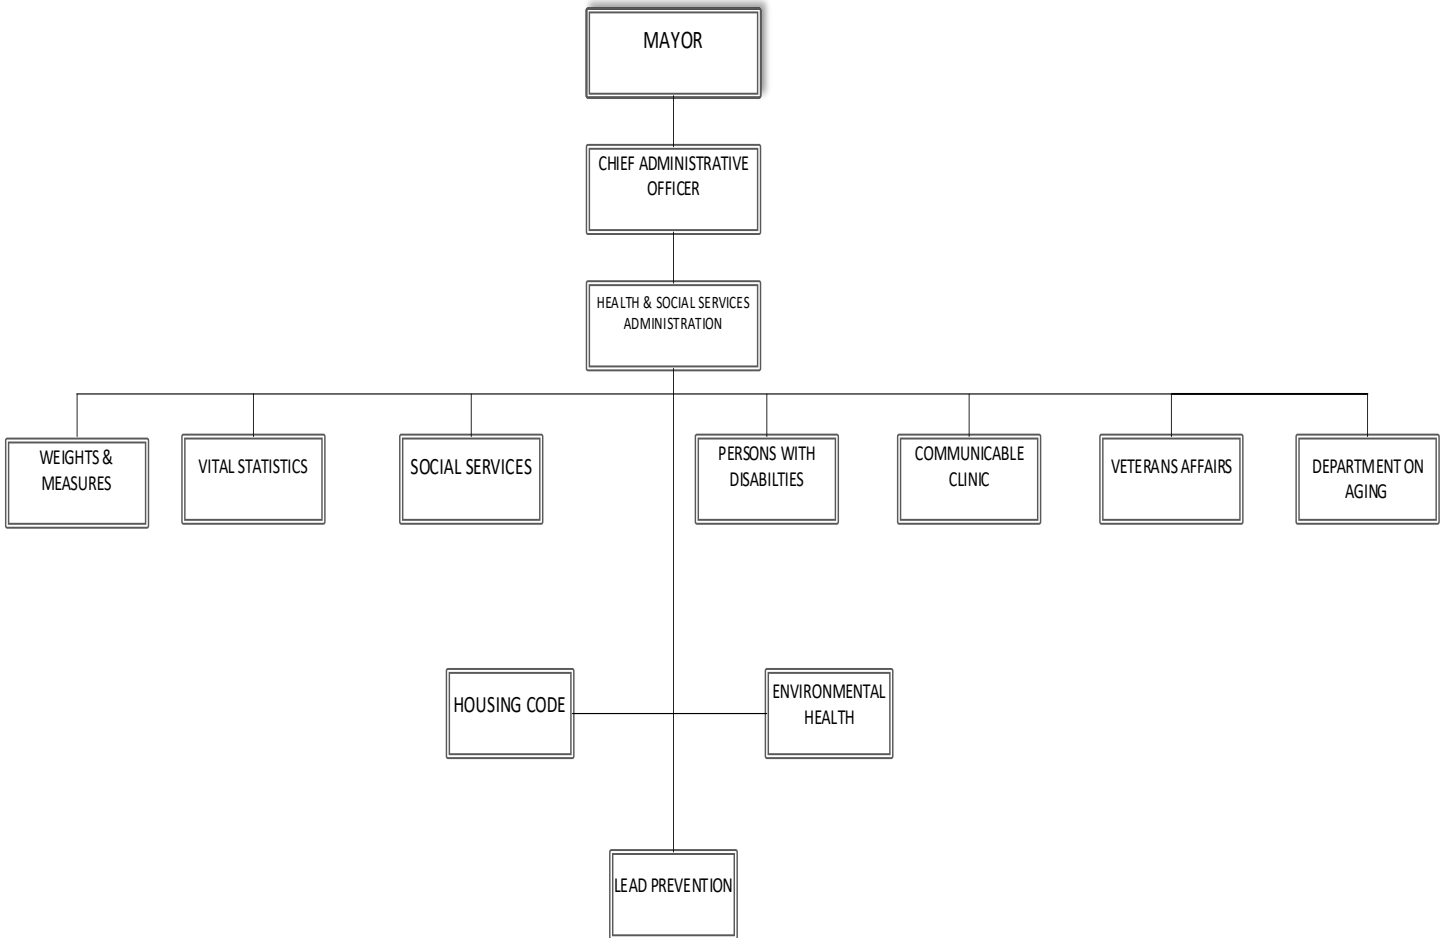 MAYOR
CHIEF ADMINISTRATIVE
OFFICER
HEALTH & SOCIAL SERVICES
ADMINISTRATION
WEIGHTS &
MEASURES
VITAL STATISTICS
SOCIAL SERVICES
PERSONS WITH
DISABILTIES
COMMUNICABLE
CLINIC
VETERANS AFFAIRS
DEPARTMENT ON
AGING
HOUSING CODE
ENVIRONMENTAL
HEALTH
LEAD PREVENTION